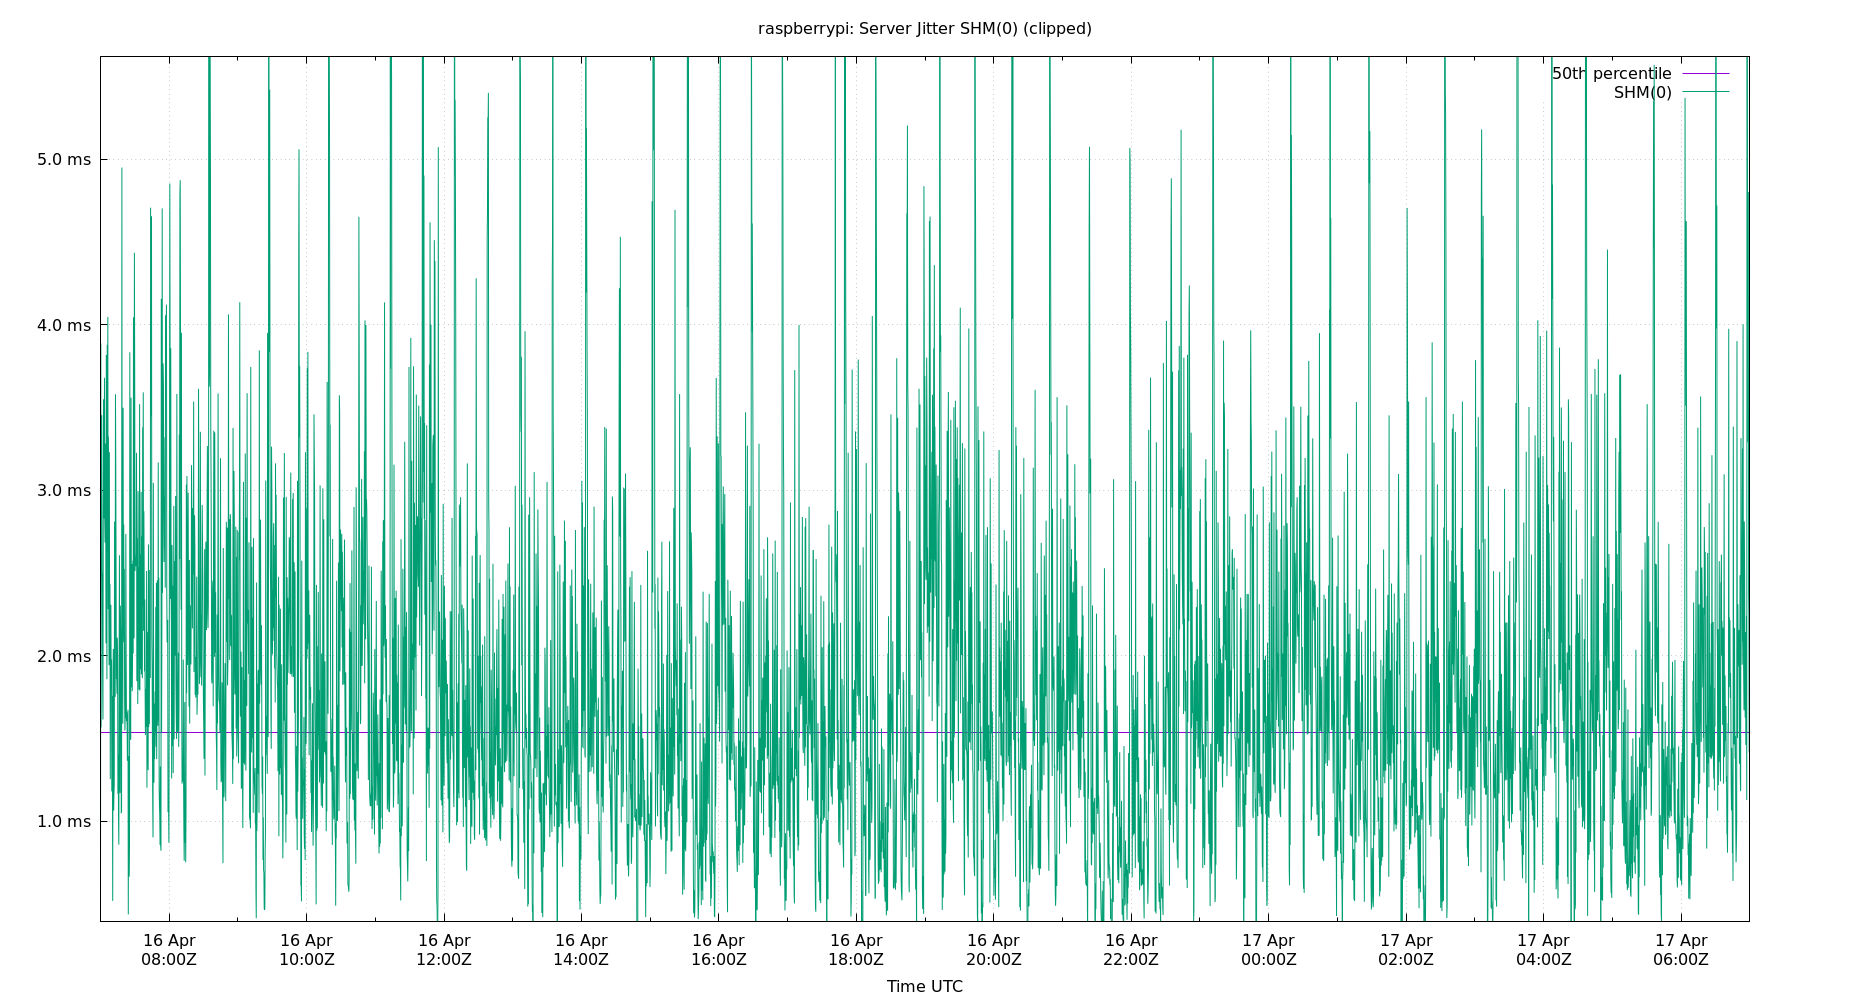 raspberrypi: Server Jitter SHM(0) (clipped)
50th percentile
SHM(0)
5.0 ms
4.0 ms
3.0 ms
2.0 ms
1.0 ms
16 Apr 16 Apr 16 Apr 16 Apr 16 Apr 16 Apr 16 Apr 16 Apr 17 Apr 17 Apr 17 Apr 17 Apr
08:00Z 10:00Z 12:00Z 14:00Z 16:00Z 18:00Z 20:00Z 22:00Z 00:00Z 02:00Z 04:00Z 06:00Z
Time UTC